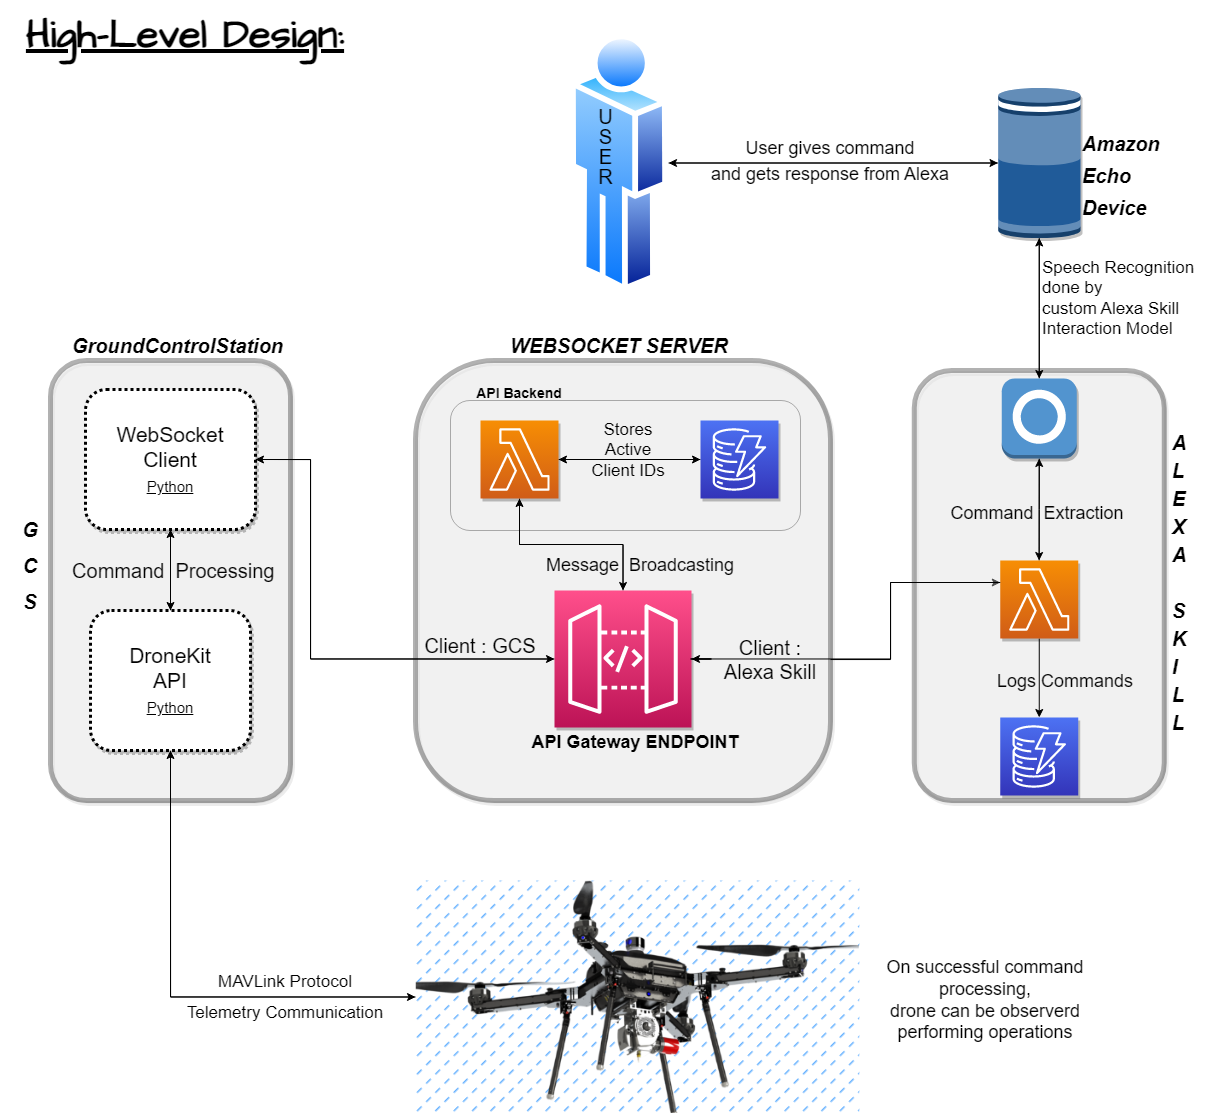 High-Level Design:
U
S
E
R
User gives command
and gets response from Alexa
Amazon
Echo
Device
Speech Recognition
done by
custom Alexa Skill
Interaction Model
GroundControlStation
WebSocket
Client
Python
Command Processing
DroneKit
API
Python
G
C
S
WEBSOCKET SERVER
API Backend
Stores
Active
Client IDs
Message Broadcasting
Client : GCS
Client :
Alexa Skill
</>
API Gateway ENDPOINT
Command Extraction
Logs Commands
A
L
E
X
A
S
K
I
L
L
MAVLink Protocol
Telemetry Communication
On successful command
processing,
drone can be observerd
performing operations